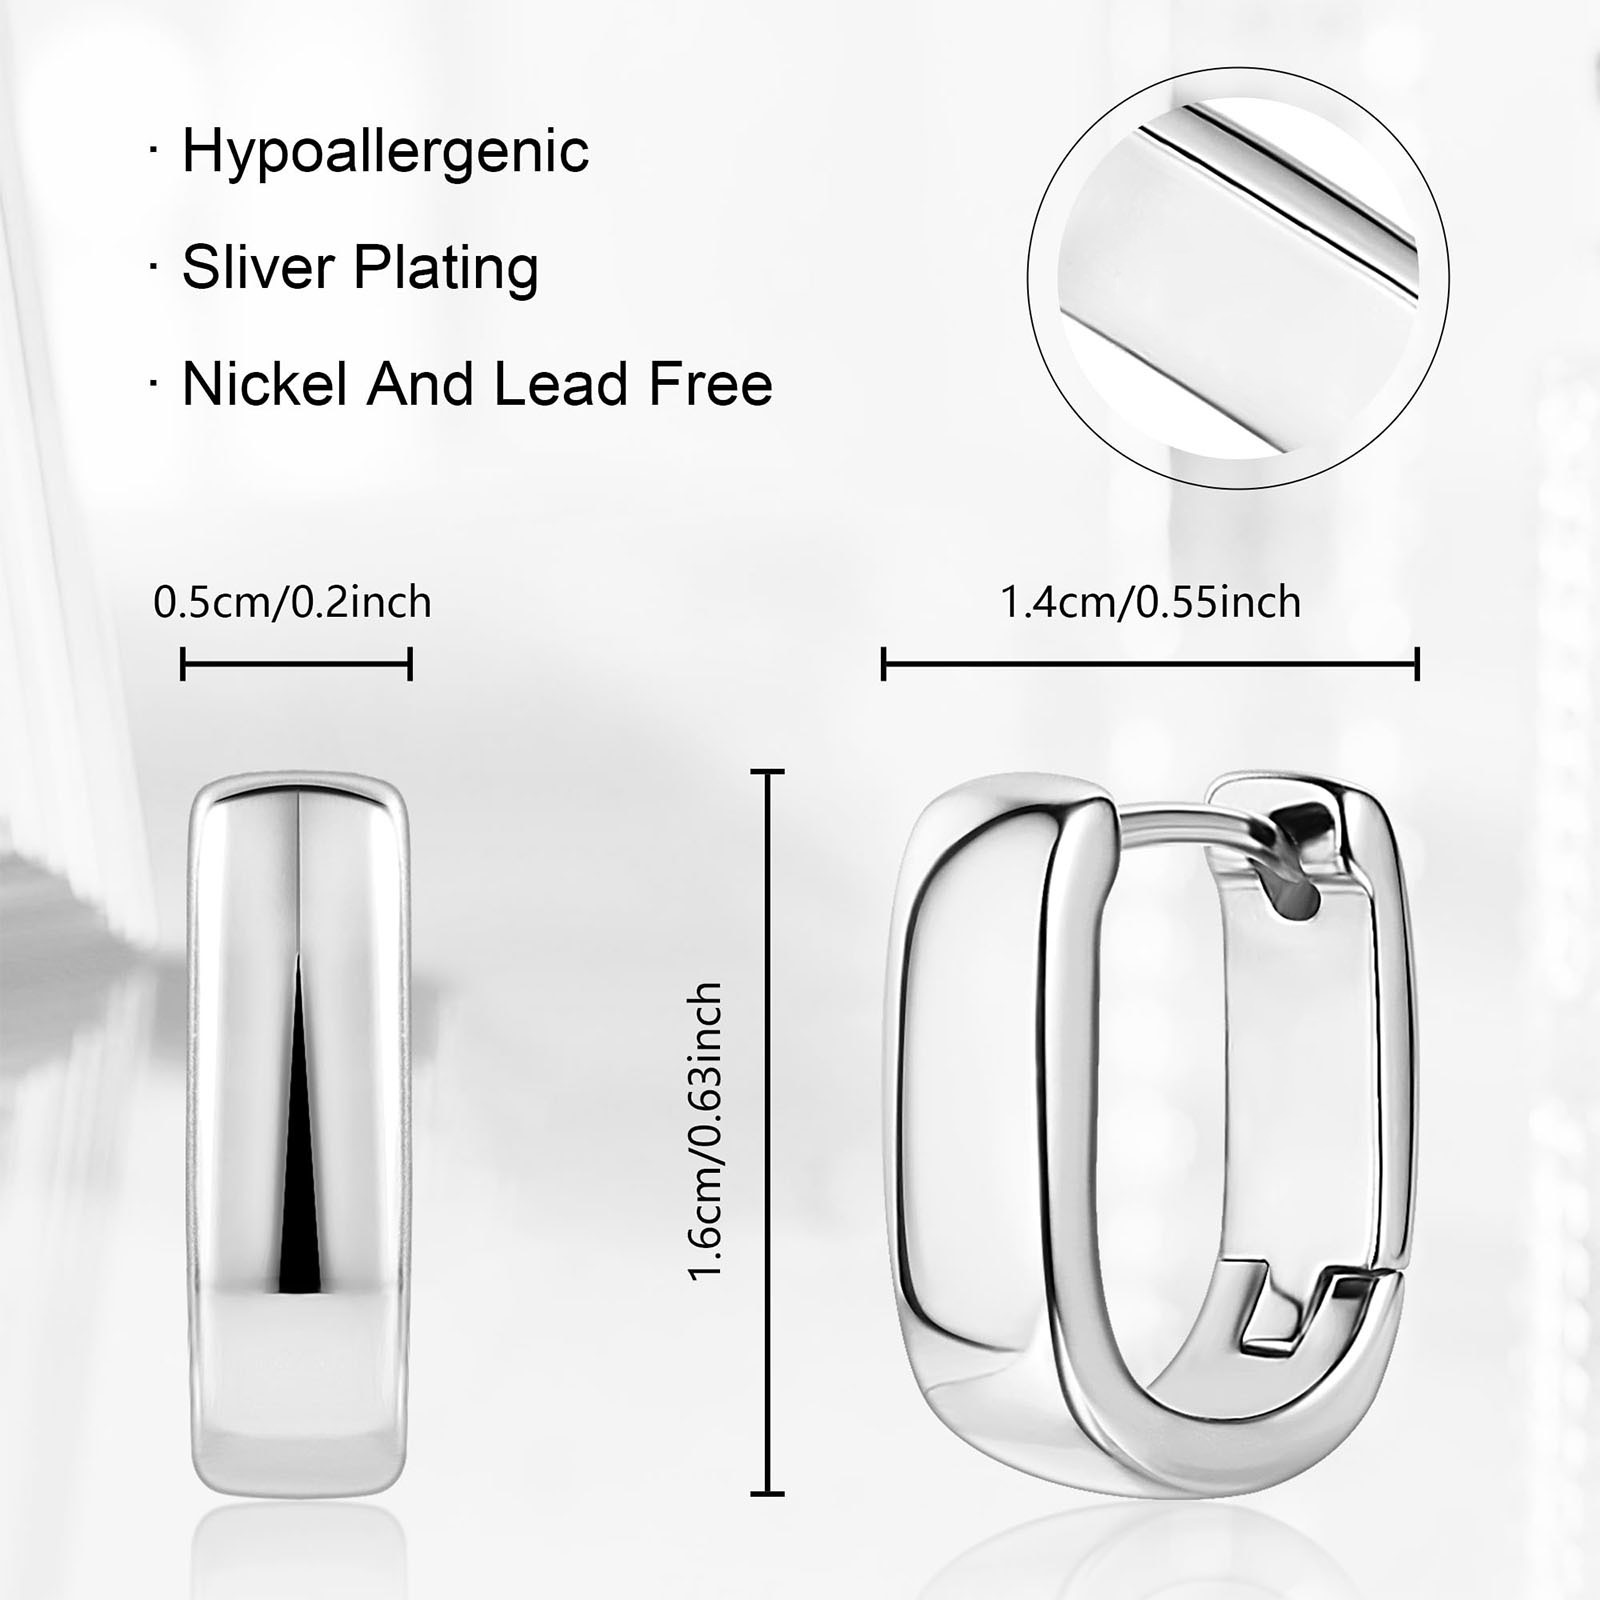 · Hypoallergenic
· Sliver Plating
· Nickel And Lead Free
0.5cm/0.2inch
1.4cm/0.55inch
1.6cm/0.63inch